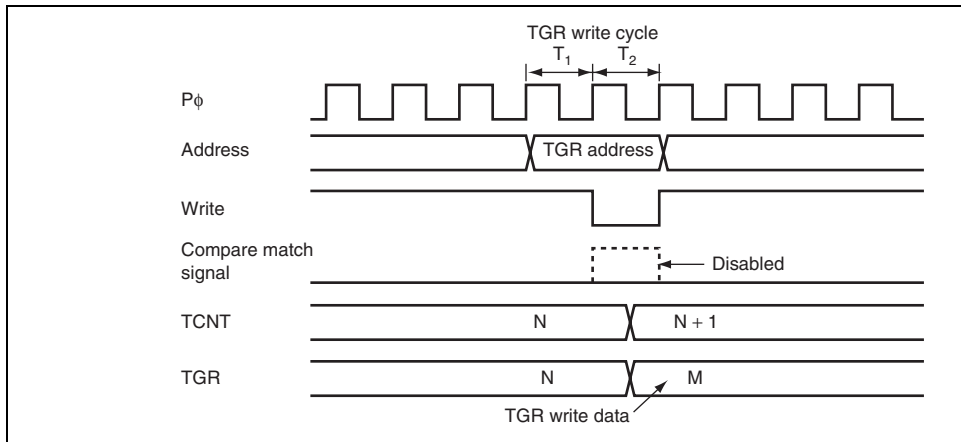 TGR write cycle
T1 T2
Pϕ
Address TGR address
Write
Compare match
signal
Disabled
TCNT N N + 1
TGR N M
TGR write data